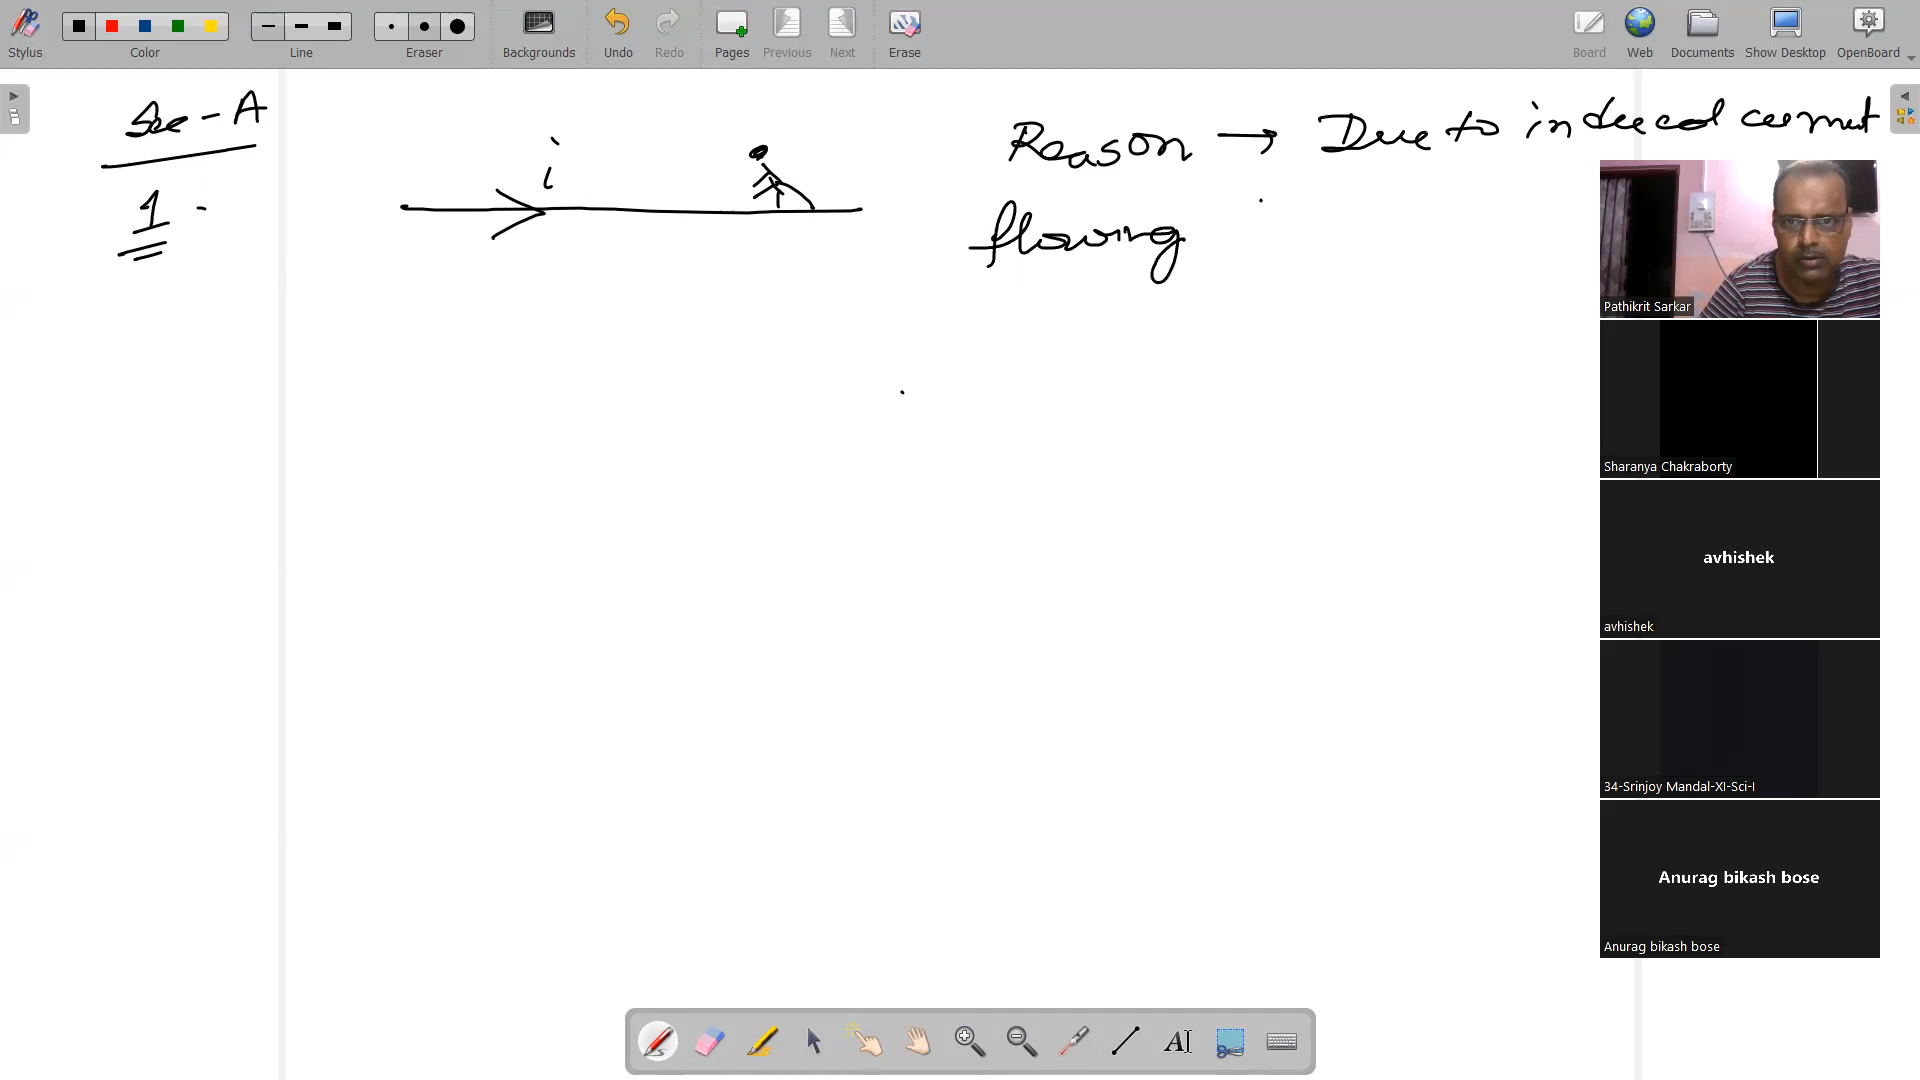 Stylus
Color
Line
Eraser
Backgrounds
Undo
Redo
Pages
Previous
Next
Erase
Board
Web
Documents
Show Desktop
OpenBoard
Sec - A
1 -
i
Reason → Due to induced current
flowing
Pathikrit Sarkar
Sharanya Chakraborty
avhishek
avhishek
34-Srinjoy Mandal-XI-Sci-I
Anurag bikash bose
Anurag bikash bose